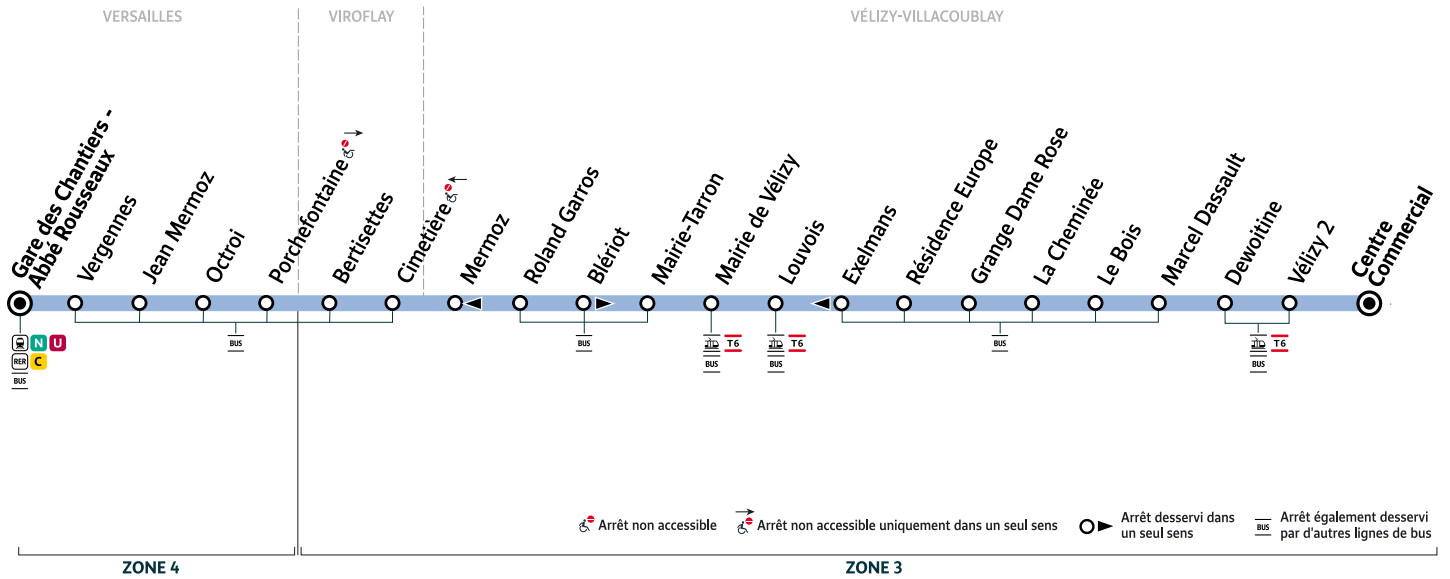 VERSAILLES
VIROFLAY
VÉLIZY-VILLACOUBLAY
Gare des Chantiers -
Abbé Rousseaux
Vergennes
Jean Mermoz
Octroi
Porchefontaine
Bertisettes
Cimetière
Mermoz
Roland Garros
Blériot
Mairie-Tarron
Mairie de Vélizy
Louvois
Exelmans
Résidence Europe
Grange Dame Rose
La Cheminée
Le Bois
Marcel Dassault
Dewoitine
Vélizy 2
Centre
Commercial
N U
RER C
BUS
BUS
BUS
T6
BUS
T6
BUS
BUS
T6
BUS
Arrêt non accessible
Arrêt non accessible uniquement dans un seul sens
Arrêt desservi dans
un seul sens
BUS
Arrêt également desservi
par d'autres lignes de bus
ZONE 4
ZONE 3